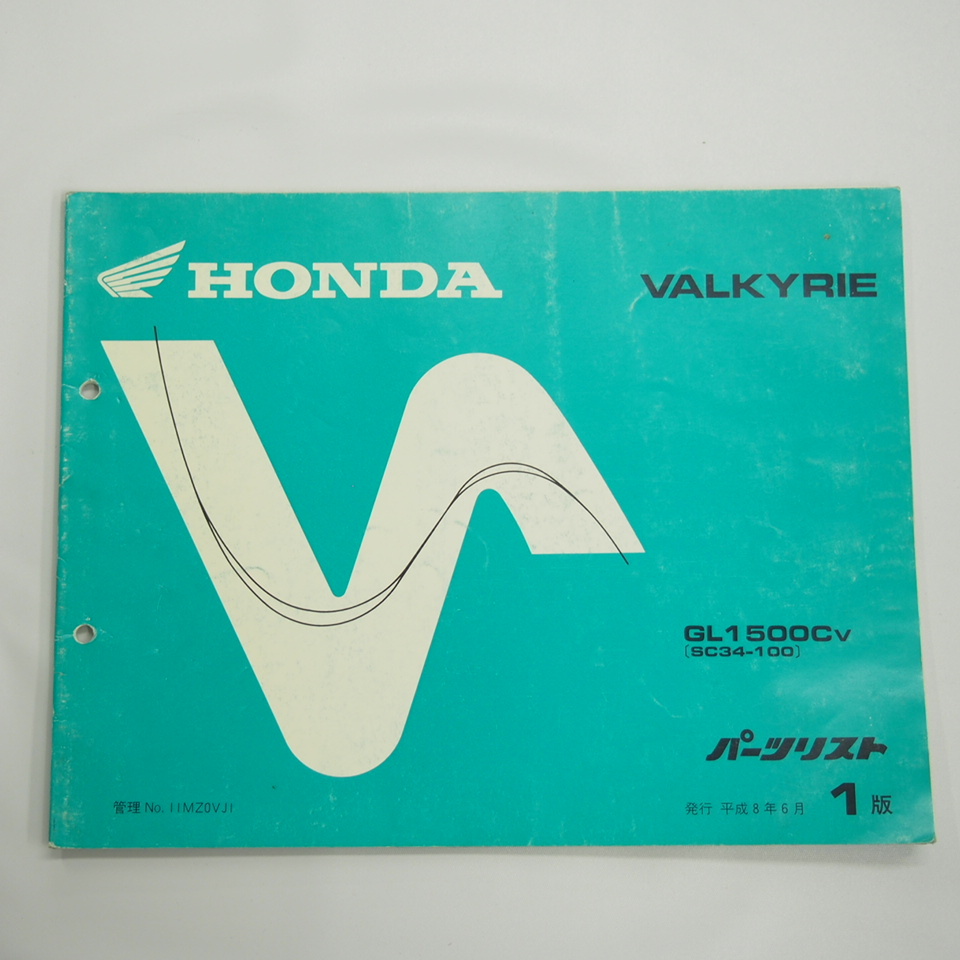 HONDA
VALKYRIE
GL1500CV
〔SC34-100〕
パーツリスト
管理 No. 11MZ0VJ1
発行 平成8年6月 1版